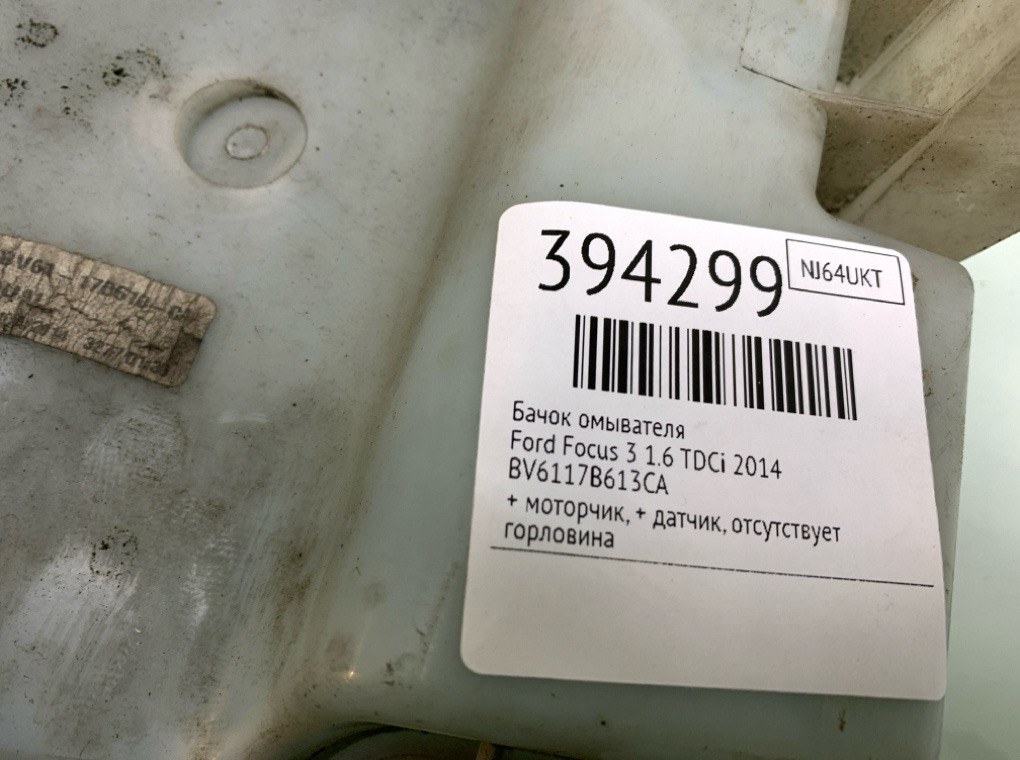 394299
NJ64UKT
Бачок омывателя
Ford Focus 3 1.6 TDCi 2014
BV6117B613CA
+ моторчик, + датчик, отсутствует
горловина